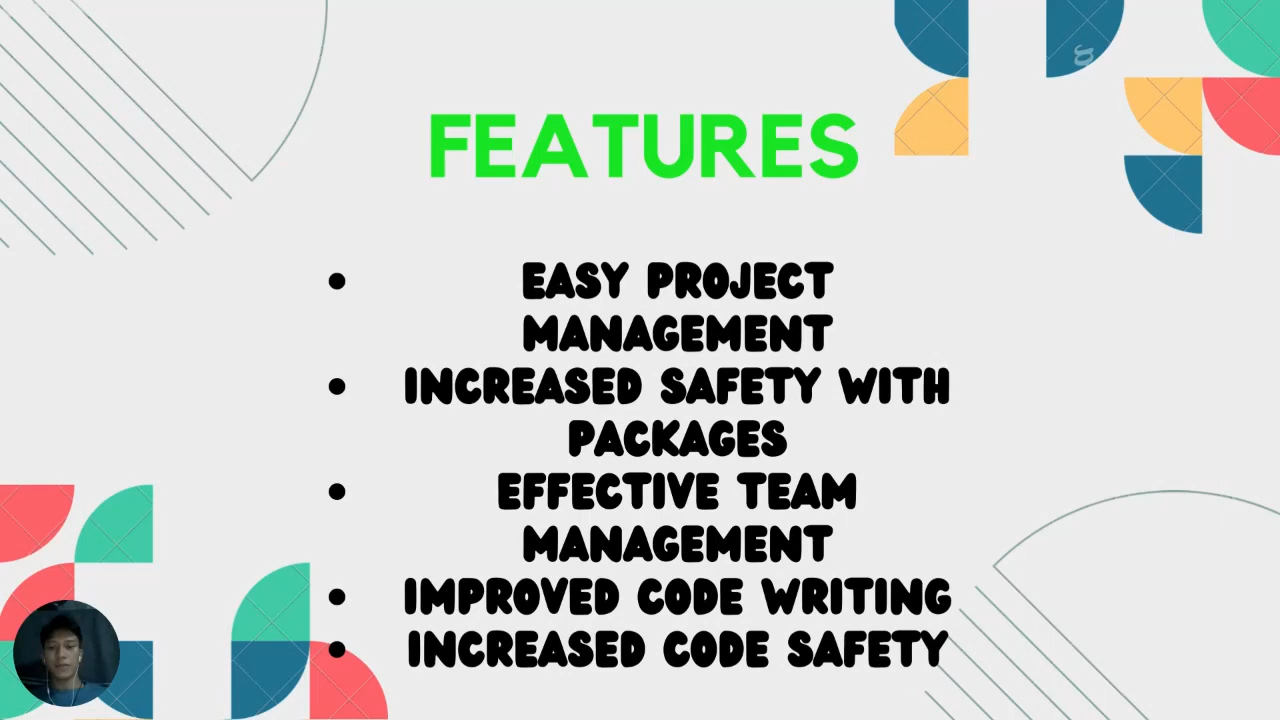 FEATURES
• EASY PROJECT
MANAGEMENT
• INCREASED SAFETY WITH
PACKAGES
• EFFECTIVE TEAM
MANAGEMENT
• IMPROVED CODE WRITING
• INCREASED CODE SAFETY